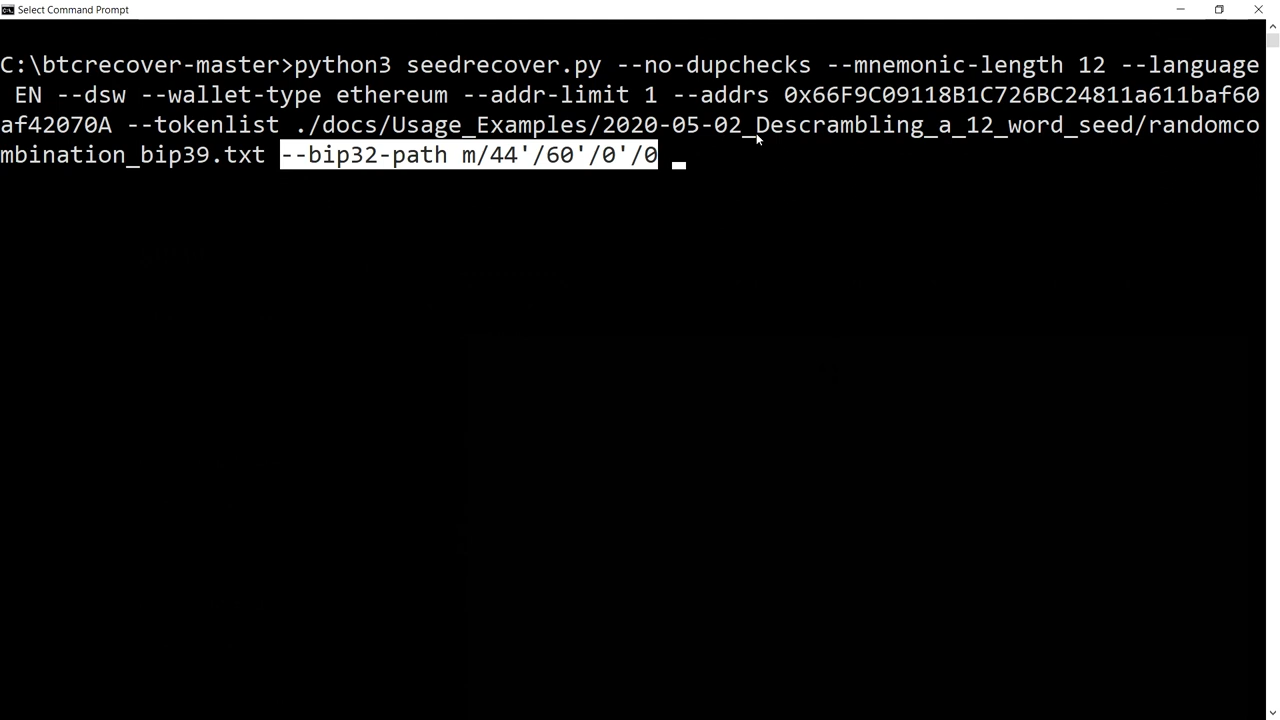 Select Command Prompt
C:\btcrecover-master>python3 seedrecover.py --no-dupchecks --mnemonic-length 12 --language
EN --dsw --wallet-type ethereum --addr-limit 1 --addrs 0x66F9C09118B1C726BC24811a611baf60
af42070A --tokenlist ./docs/Usage_Examples/2020-05-02_Descrambling_a_12_word_seed/randomco
mbination_bip39.txt --bip32-path m/44'/60'/0'/0